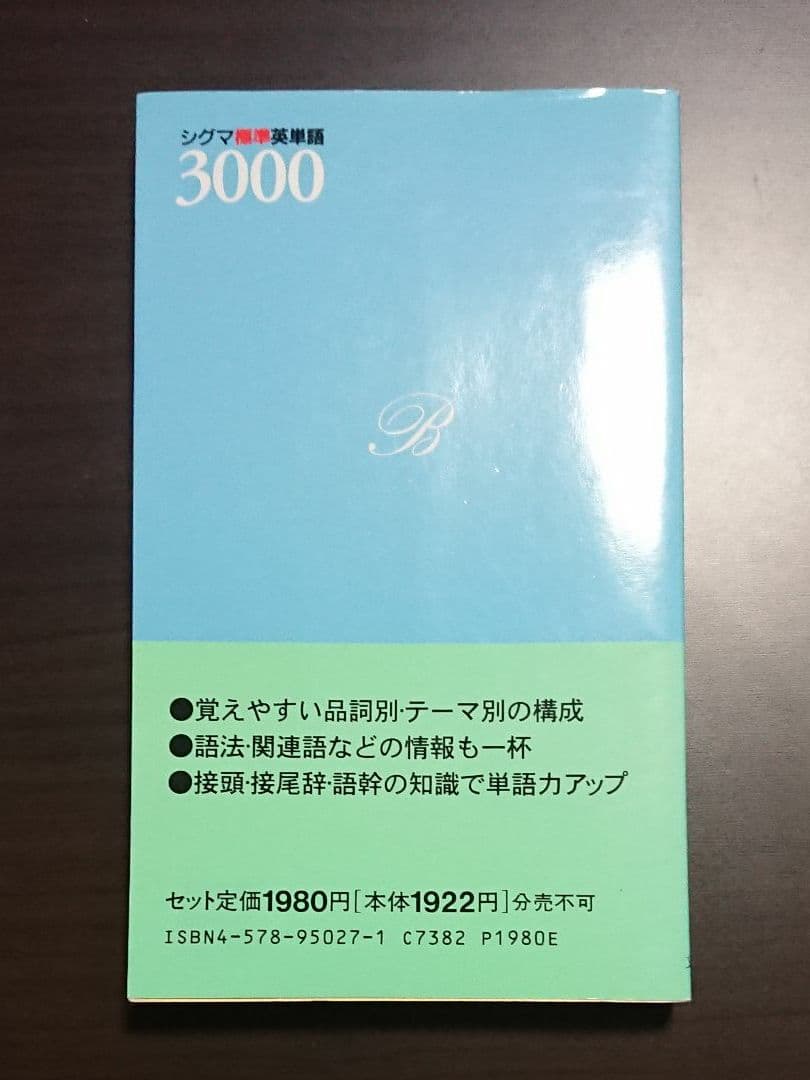 シグマ標準英単語
3000
B
●覚えやすい品詞別・テーマ別の構成
●語法・関連語などの情報も一杯
●接頭・接尾辞・語幹の知識で単語力アップ
セット定価1980円[本体1922円]分売不可
ISBN4-578-95027-1 C7382 P1980E